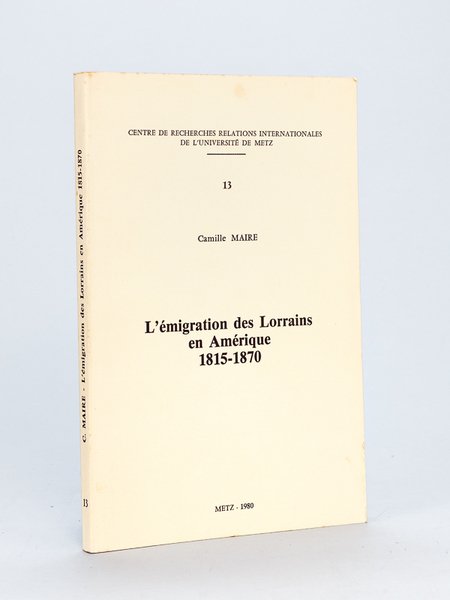 CENTRE DE RECHERCHES RELATIONS INTERNATIONALES
DE L'UNIVERSITÉ DE METZ
13
Camille MAIRE
L'émigration des Lorrains
en Amérique
1815-1870
METZ - 1980
C. MAIRE - L'émigration des Lorrains en Amérique 1815-1870
13